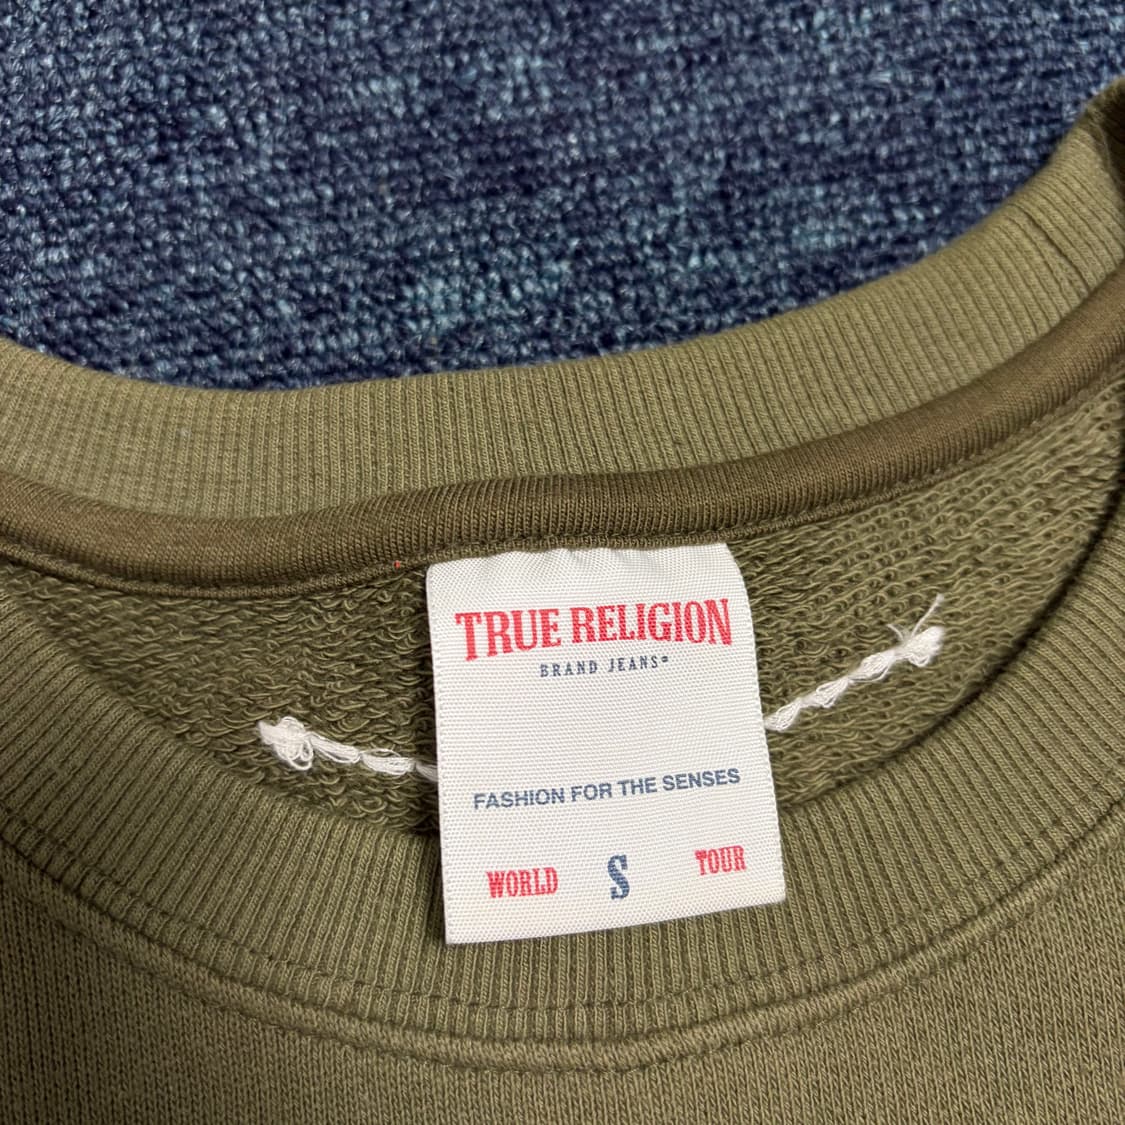 TRUE RELIGION
BRAND JEANS®
FASHION FOR THE SENSES
WORLD S TOUR